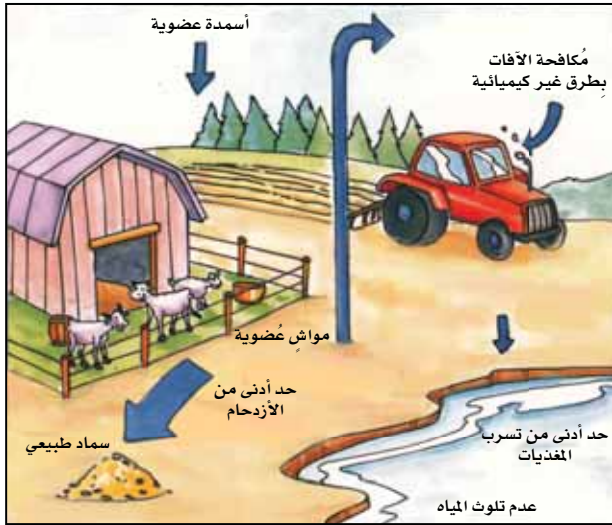 أسمدة عضوية
مُكافحة الآفات
بِطرق غير كيميائية
مواشٍ عُضوية
حد أدنى من
الأزدحام
سماد طبيعي
حد أدنى من تسرب
المغذيات
عدم تلوث المياه